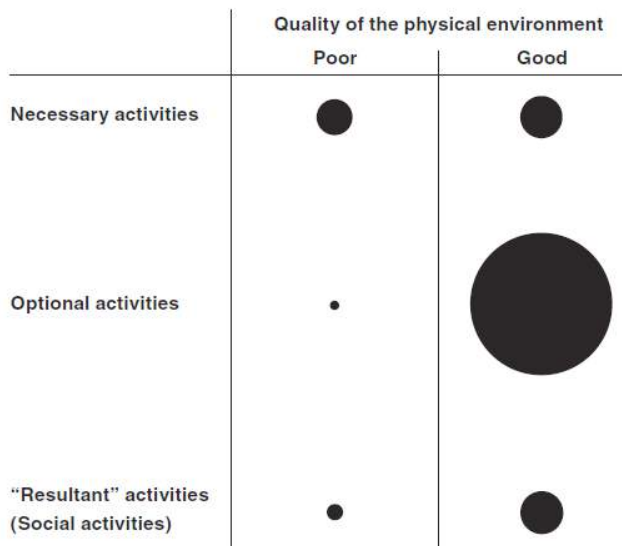 Quality of the physical environment
Poor Good
Necessary activities
Optional activities
“Resultant” activities
(Social activities)